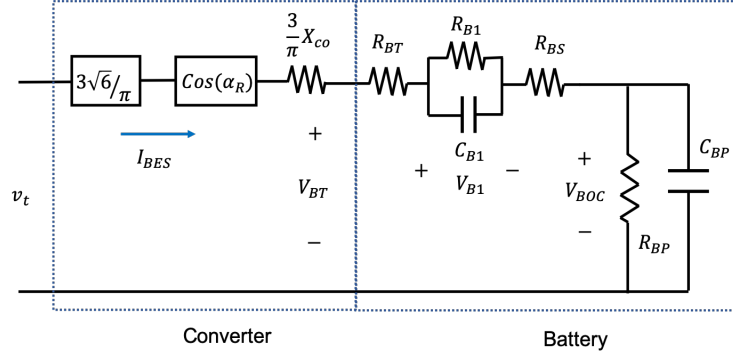 3/π X_co
R_BT
R_B1
R_BS
3√6/π
Cos(α_R)
I_BES
+
V_BT
−
C_B1
+ V_B1 −
+
V_BOC
−
R_BP
C_BP
v_t
Converter
Battery